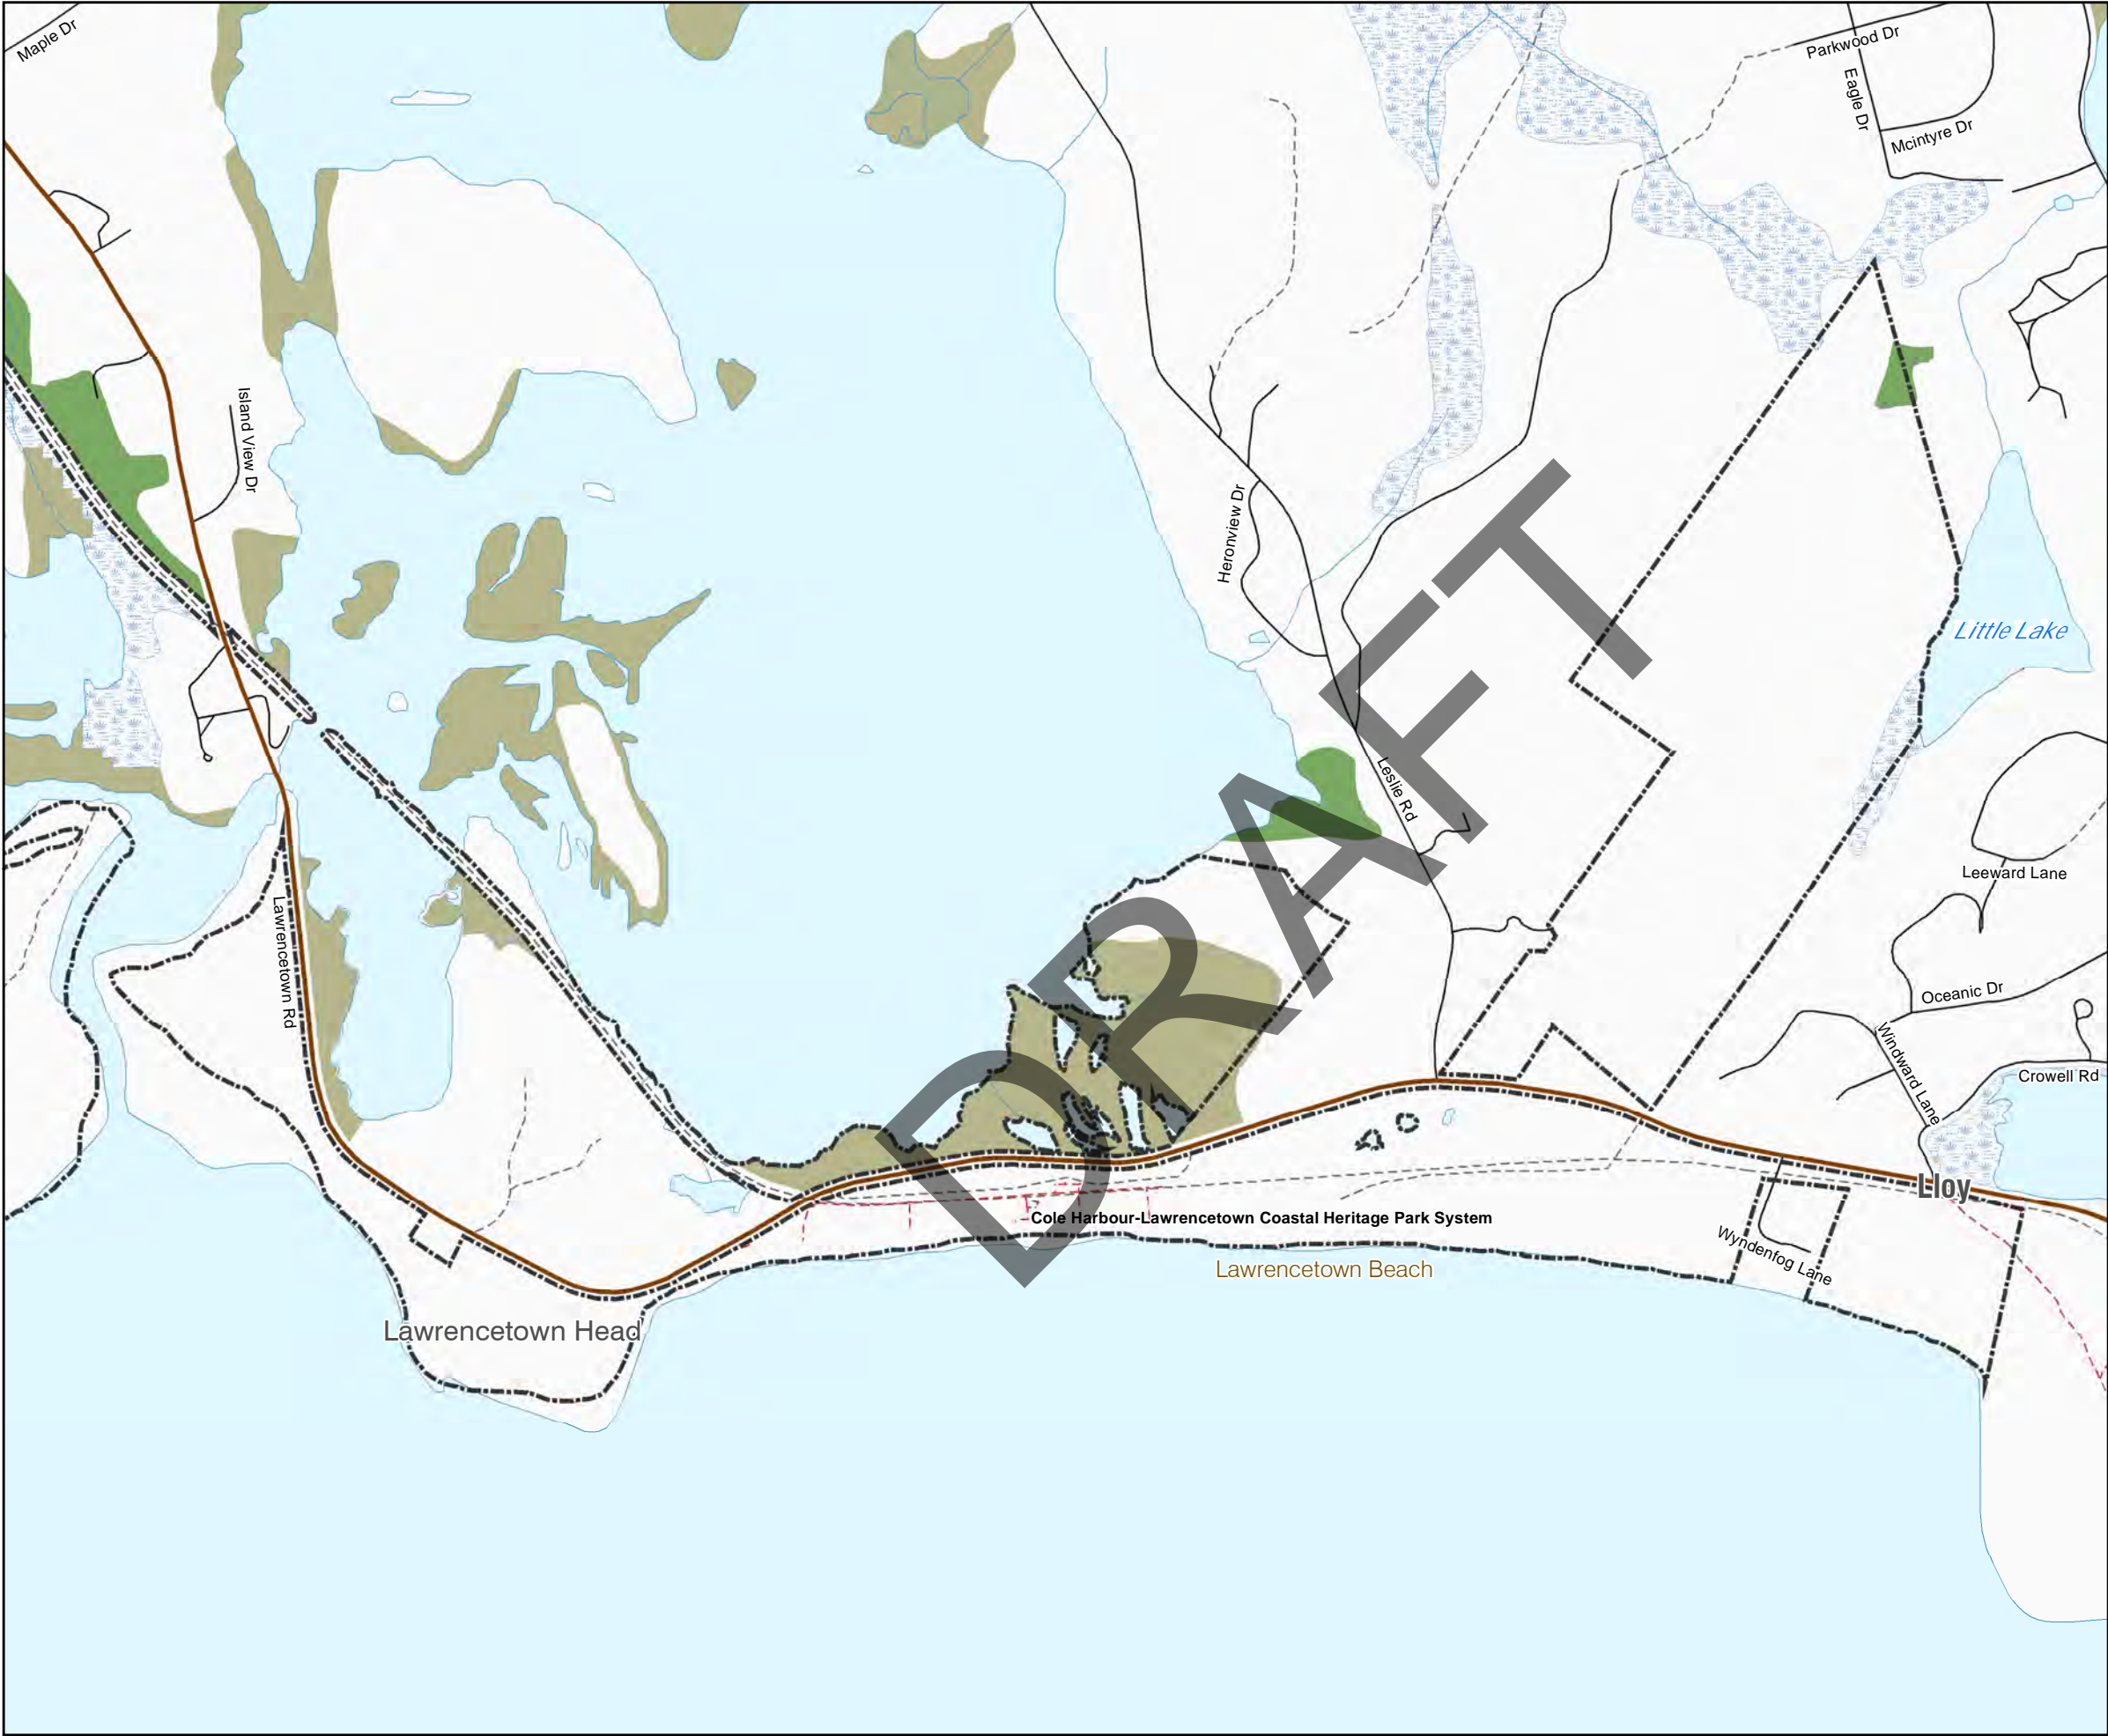 Maple Dr
Parkwood Dr
Eagle Dr
Mcintyre Dr
Island View Dr
Heronview Dr
Little Lake
Leslie Rd
Leeward Lane
Lawrencetown Rd
Oceanic Dr
Windward Lane
Crowell Rd
Lloy
Cole Harbour-Lawrencetown Coastal Heritage Park System
Wyndenfog Lane
Lawrencetown Beach
Lawrencetown Head
DRAFT